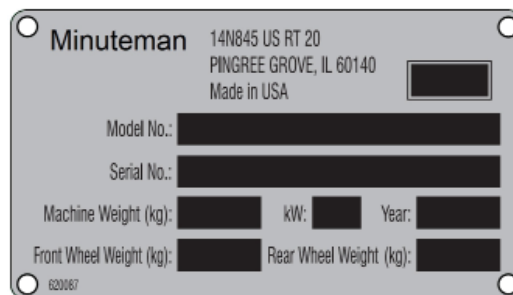 Minuteman
14N845 US RT 20
PINGREE GROVE, IL 60140
Made in USA
Model No.:
Serial No.:
Machine Weight (kg): kW: Year:
Front Wheel Weight (kg): Rear Wheel Weight (kg):
620087